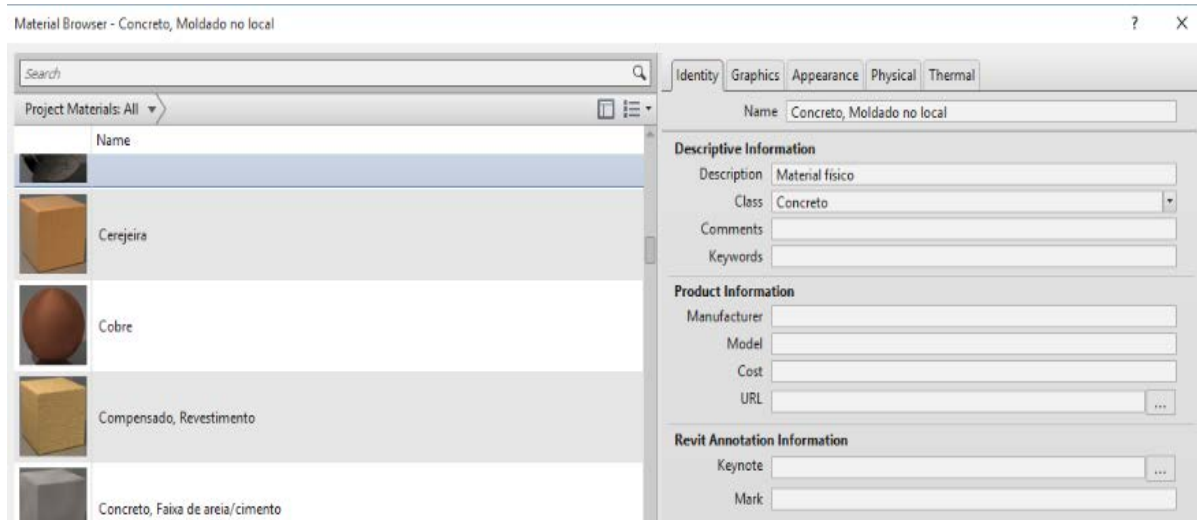 Material Browser - Concreto, Moldado no local
? X
Search
Project Materials: All
Name
Cerejeira
Cobre
Compensado, Revestimento
Concreto, Faixa de areia/cimento
Identity Graphics Appearance Physical Thermal
Name Concreto, Moldado no local
Descriptive Information
Description Material físico
Class Concreto
Comments
Keywords
Product Information
Manufacturer
Model
Cost
URL ...
Revit Annotation Information
Keynote ...
Mark